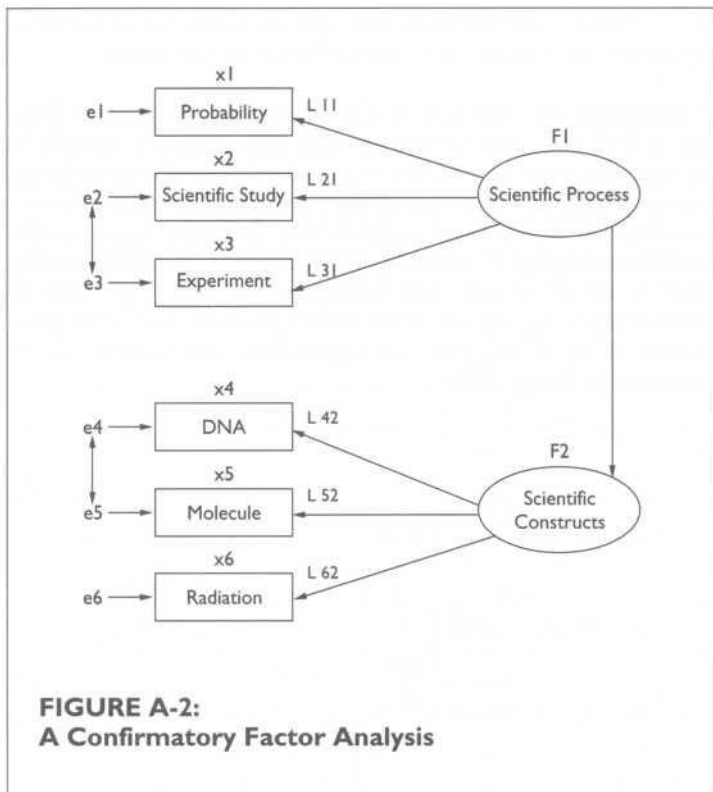 x1
e1 Probability L 11
F1
x2
e2 Scientific Study L 21 Scientific Process
x3
e3 Experiment L 31
x4
e4 DNA L 42
F2
x5
e5 Molecule L 52 Scientific
Constructs
x6
e6 Radiation L 62
FIGURE A-2:
A Confirmatory Factor Analysis